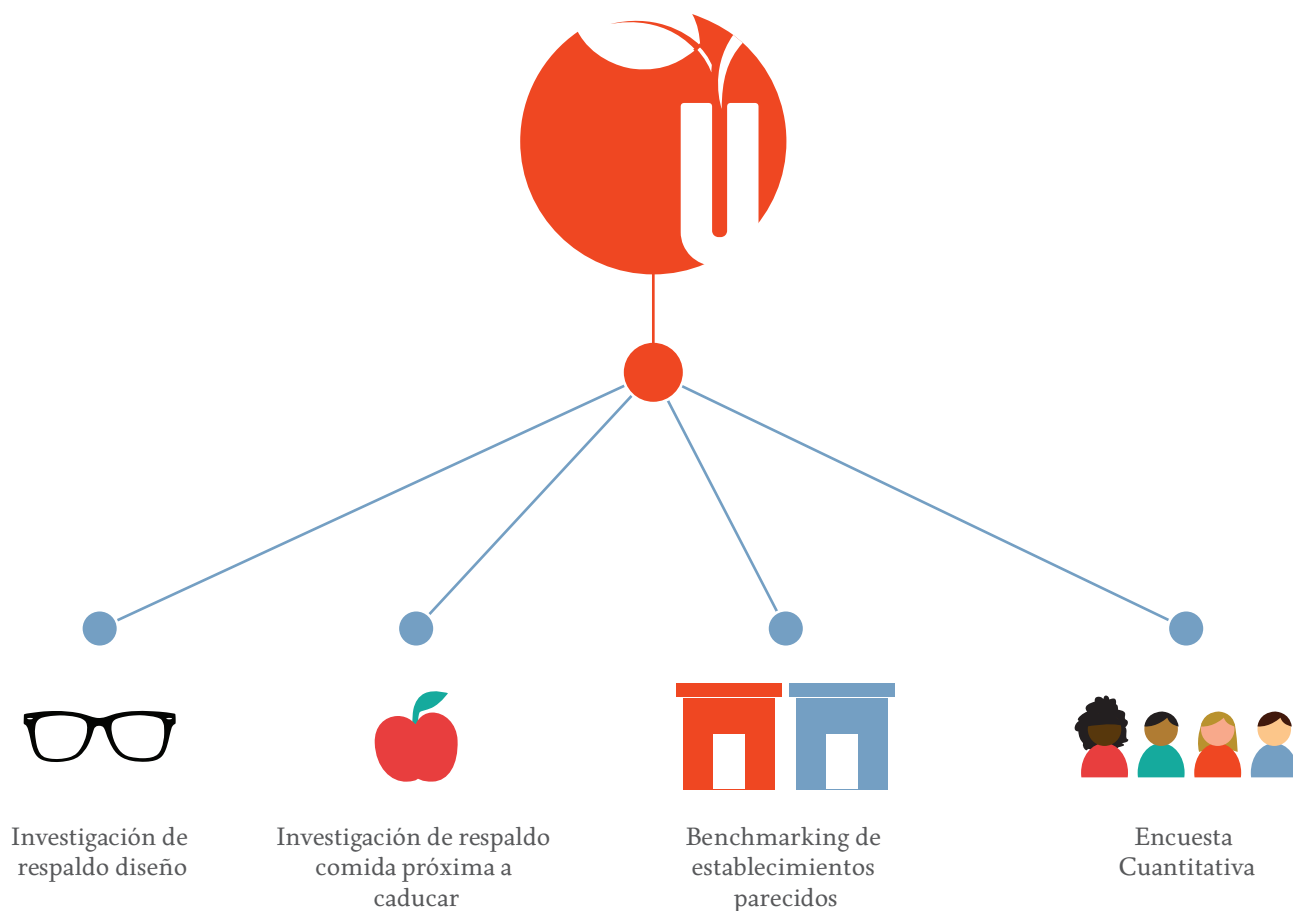 Investigación de
respaldo diseño
Investigación de respaldo
comida próxima a
caducar
Benchmarking de
establecimientos
parecidos
Encuesta
Cuantitativa